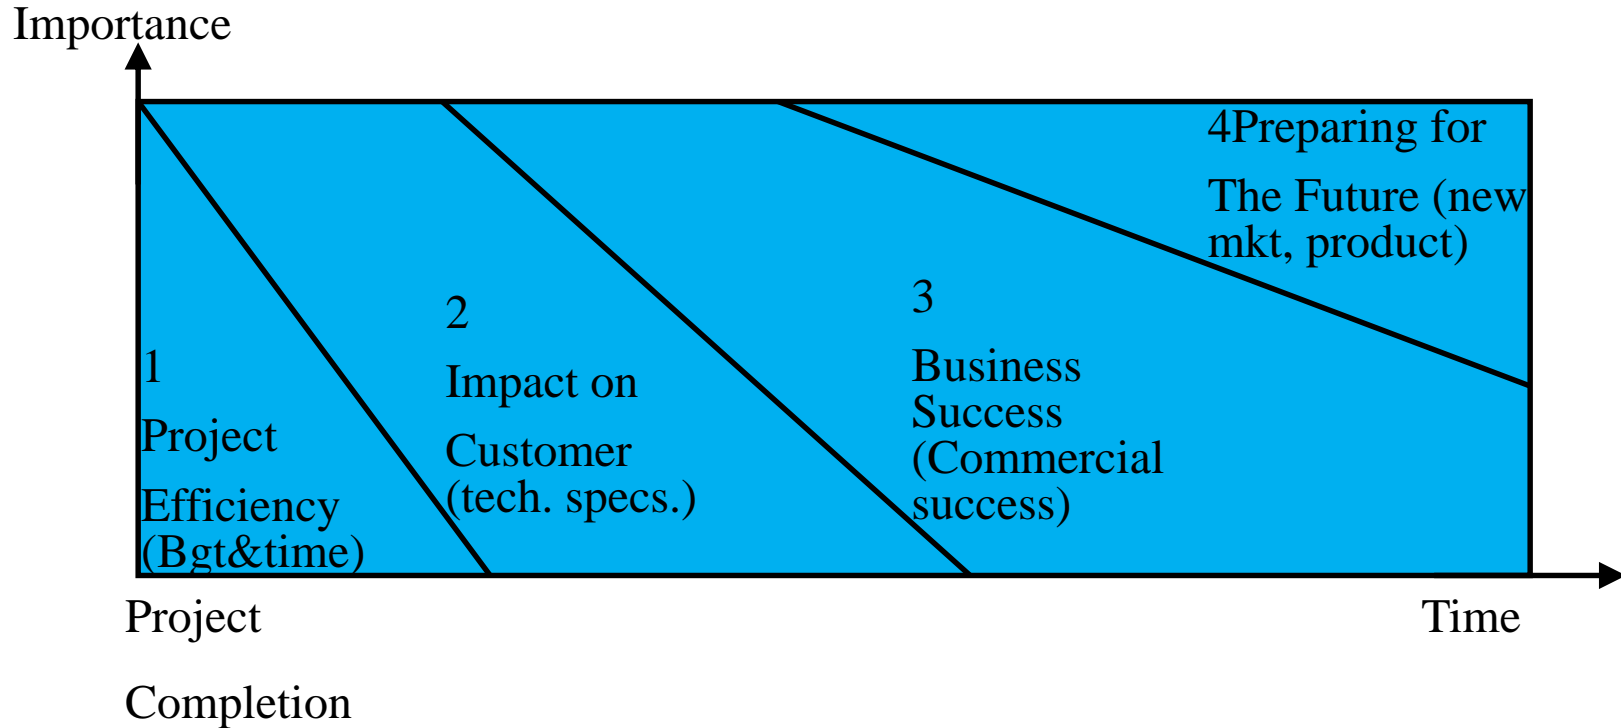 Importance
1
Project
Efficiency
(Bgt&time)
2
Impact on
Customer
(tech. specs.)
3
Business
Success
(Commercial
success)
4Preparing for
The Future (new
mkt, product)
Project
Completion
Time